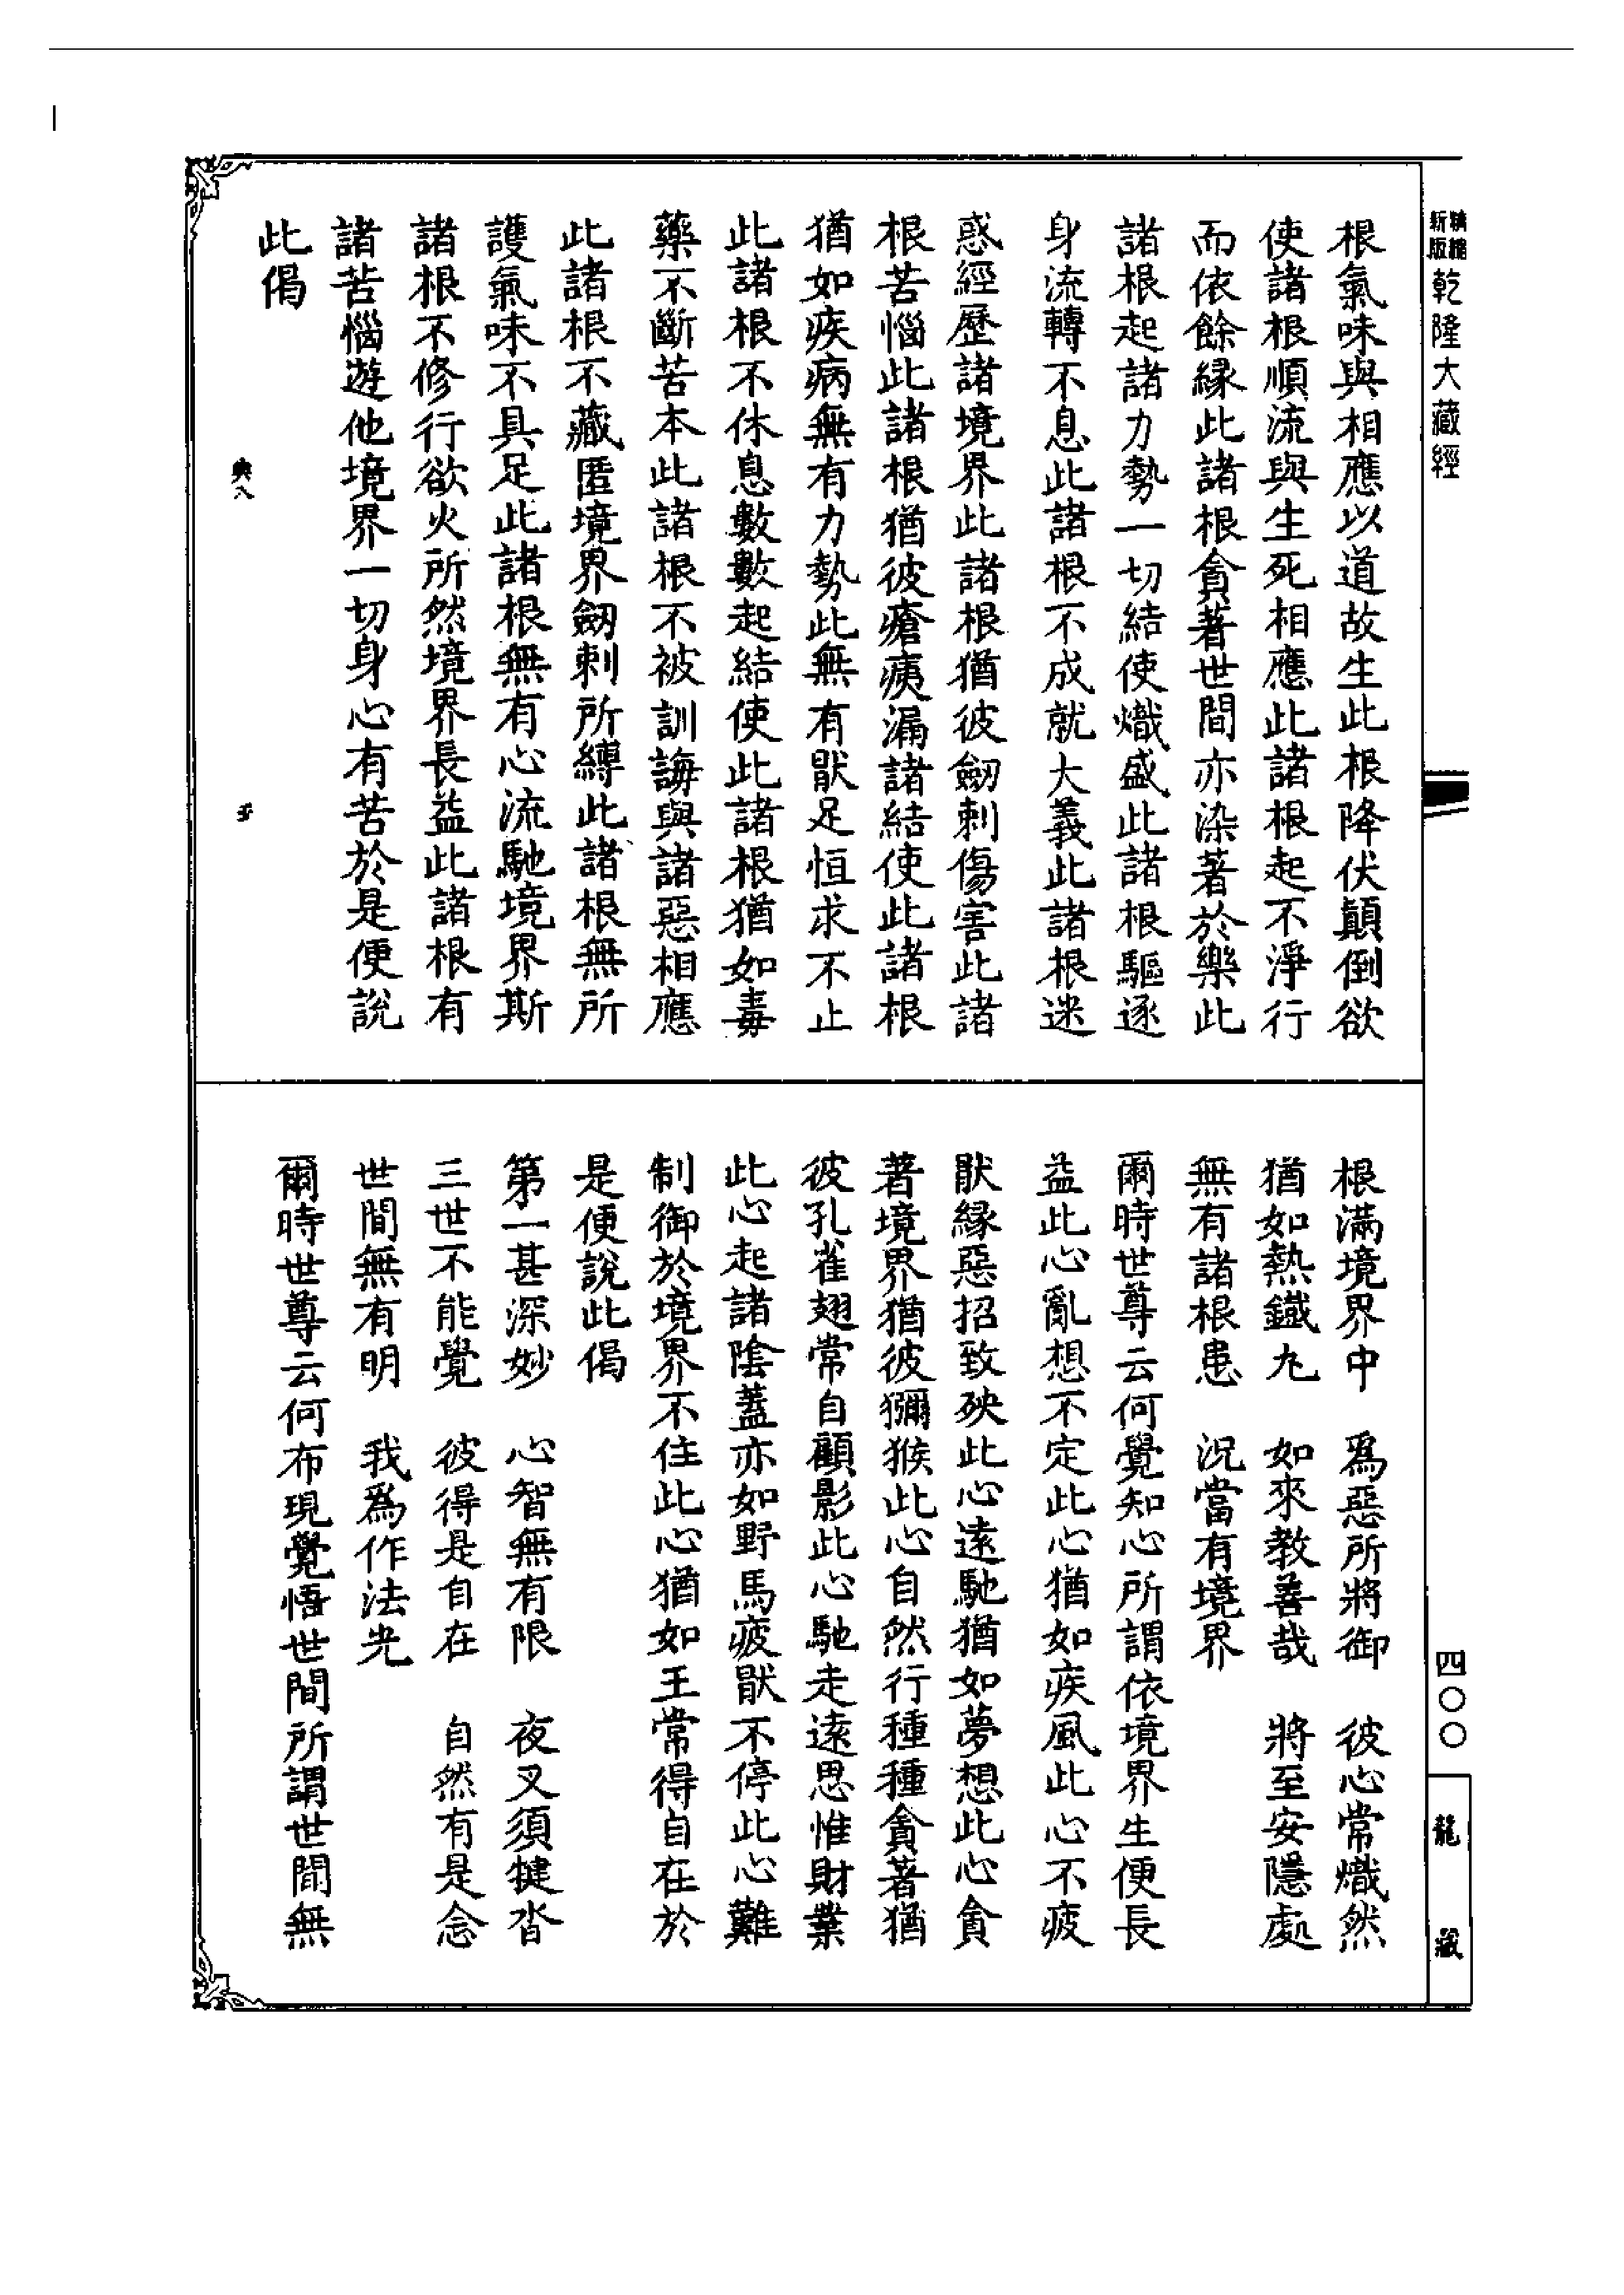 精縮
新版
乾隆大藏經
四〇〇
龍藏
根氣味與相應以道故生此根降伏顛倒欲
使諸根順流與生死相應此諸根起不淨行
而依餘緣此諸根貪著世間亦染著於樂此
諸根起諸力勢一切結使熾盛此諸根驅逐
身流轉不息此諸根不成就大義此諸根迷
惑經歷諸境界此諸根猶彼劒刺傷害此諸
根苦惱此諸根猶彼瘡痍漏諸結使此諸根
猶如疾病無有力勢此無有猒足恒求不止
此諸根不休息數數起結使此諸根猶如毒
藥不斷苦本此諸根不被訓誨與諸惡相應
此諸根不藏匿境界劒刺所縛此諸根無所
護氣味不具足此諸根無有心流馳境界斯
諸根不修行欲火所然境界長益此諸根有
諸苦惱遊他境界一切身心有苦於是便說
此偈
典八
根滿境界中　爲惡所將御　彼心常熾然
猶如熱鐵九　如來教善哉　將至安隱處
無有諸根患　況當有境界
爾時世尊云何覺知心所謂依境界生便長
益此心亂想不定此心猶如疾風此心不疲
猒緣惡招致殃此心遠馳猶如夢想此心貪
著境界猶彼獼猴此心自然行種種貪著猶
彼孔雀翅常自顧影此心馳走遠思惟財業
此心起諸陰蓋亦如野馬疲猒不停此心難
制御於境界不住此心猶如王常得自在於
是便說此偈
第一甚深妙　心智無有限　夜叉須揵沓
三世不能覺　彼得是自在　自然有是念
世間無有明　我爲作法光
爾時世尊云何布現覺悟世間所謂世間無